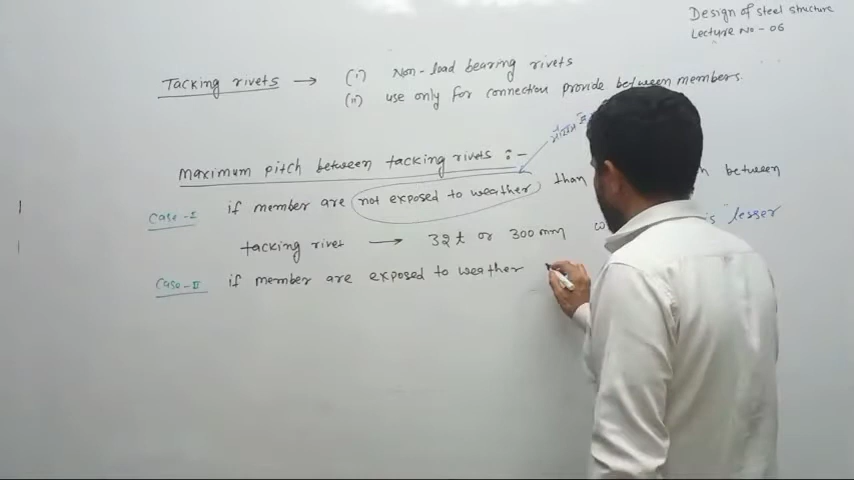 Design of steel structure
Lecture No - 06
Tacking rivets → (i) Non-load bearing rivets
(ii) use only for connection provide between members.
Maximum pitch between tacking rivets :-
Case-I if member are not exposed to weather than between
tacking rivet → 32t or 300mm is lesser
Case-II if member are exposed to weather